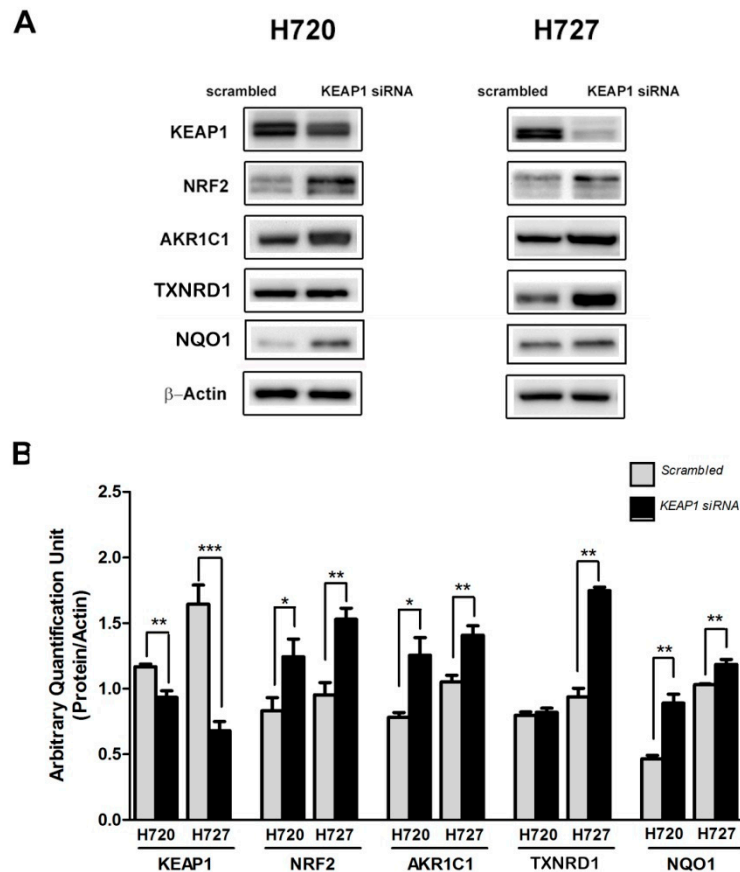 A
H720 H727
scrambled KEAP1 siRNA scrambled KEAP1 siRNA
KEAP1
NRF2
AKR1C1
TXNRD1
NQO1
β–Actin
B
Scrambled
KEAP1 siRNA
Arbitrary Quantification Unit
(Protein/Actin)
2.5
2.0
1.5
1.0
0.5
0.0
** *** * ** * ** ** ** **
H720 H727 H720 H727 H720 H727 H720 H727 H720 H727
KEAP1 NRF2 AKR1C1 TXNRD1 NQO1